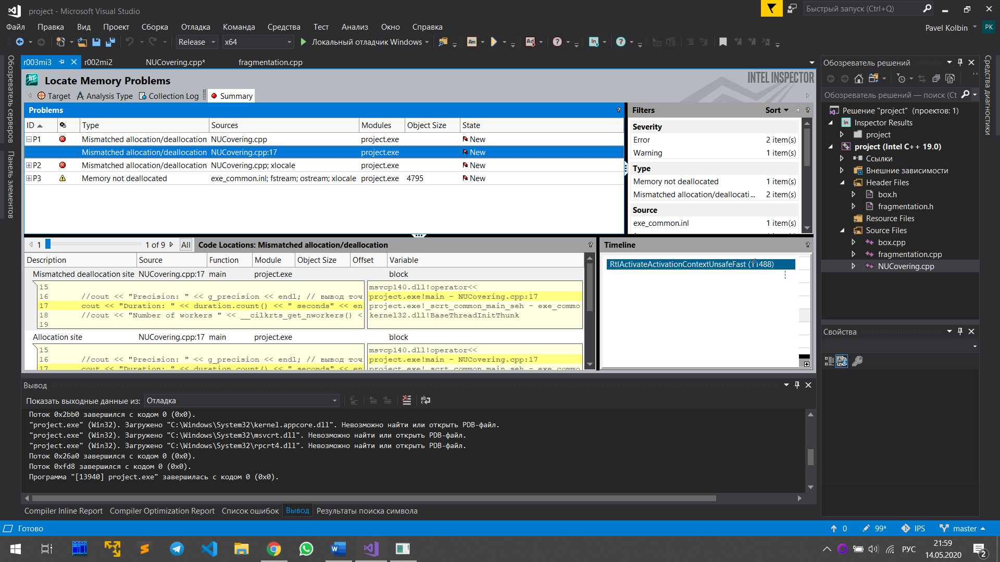 project - Microsoft Visual Studio
Быстрый запуск (Ctrl+Q)
Файл Правка Вид Проект Сборка Отладка Команда Средства Тест Анализ Окно Справка
Pavel Kolbin PK
Release x64 Локальный отладчик Windows
Обозреватель серверов
Панель элементов
r003mi3 r002mi2 NUCovering.cpp* fragmentation.cpp
Locate Memory Problems
INTEL INSPECTOR
Target Analysis Type Collection Log Summary
Problems
ID Type Sources Modules Object Size State
P1 Mismatched allocation/deallocation NUCovering.cpp project.exe New
Mismatched allocation/deallocation NUCovering.cpp:17 project.exe New
P2 Mismatched allocation/deallocation NUCovering.cpp; xlocale project.exe New
P3 Memory not deallocated exe_common.inl; fstream; ostream; xlocale project.exe 4795 New
Filters Sort
Severity
Error 2 item(s)
Warning 1 item(s)
Type
Memory not deallocated 1 item(s)
Mismatched allocation/deallocati... 2 item(s)
Source
exe_common.inl 1 item(s)
1 1 of 9 All Code Locations: Mismatched allocation/deallocation
Description Source Function Module Object Size Offset Variable
Mismatched deallocation site NUCovering.cpp:17 main project.exe block
15
16 //cout << "Precision: " << g_precision << endl; // вывод точ
17 cout << "Duration: " << duration.count() << " seconds" << en
18 //cout << "Number of workers " << __cilkrts_get_nworkers() <
19
msvcp140.dll!operator<<
project.exe!main - NUCovering.cpp:17
project.exe!_scrt_common_main_seh - exe_commo
kernel32.dll!BaseThreadInitThunk
Allocation site NUCovering.cpp:17 main project.exe block
15
16 //cout << "Precision: " << g_precision << endl; // вывод точ
17 cout << "Duration: " << duration.count() << " seconds" << en
msvcp140.dll!operator<<
project.exe!main - NUCovering.cpp:17
project.exe!_scrt_common_main_seh - exe_commo
Timeline
RtlActivateActivationContextUnsafeFast (11488)
Вывод
Показать выходные данные из: Отладка
Поток 0x2bb0 завершился с кодом 0 (0x0).
"project.exe" (Win32). Загружено "C:\Windows\System32\kernel.appcore.dll". Невозможно найти или открыть PDB-файл.
"project.exe" (Win32). Загружено "C:\Windows\System32\msvcrt.dll". Невозможно найти или открыть PDB-файл.
"project.exe" (Win32). Загружено "C:\Windows\System32\rpcrt4.dll". Невозможно найти или открыть PDB-файл.
Поток 0x26a0 завершился с кодом 0 (0x0).
Поток 0xfd8 завершился с кодом 0 (0x0).
Программа "[13940] project.exe" завершилась с кодом 0 (0x0).
Compiler Inline Report Compiler Optimization Report Список ошибок Вывод Результаты поиска символа
Обозреватель решений
Обозреватель решений — поиск (Ct
Решение "project" (проектов: 1)
Inspector Results
project
project (Intel C++ 19.0)
Ссылки
Внешние зависимости
Header Files
box.h
fragmentation.h
Resource Files
Source Files
box.cpp
fragmentation.cpp
NUCovering.cpp
Свойства
Средства диагностики
Готово
0 99* IPS master
РУС
21:59
14.05.2020
2